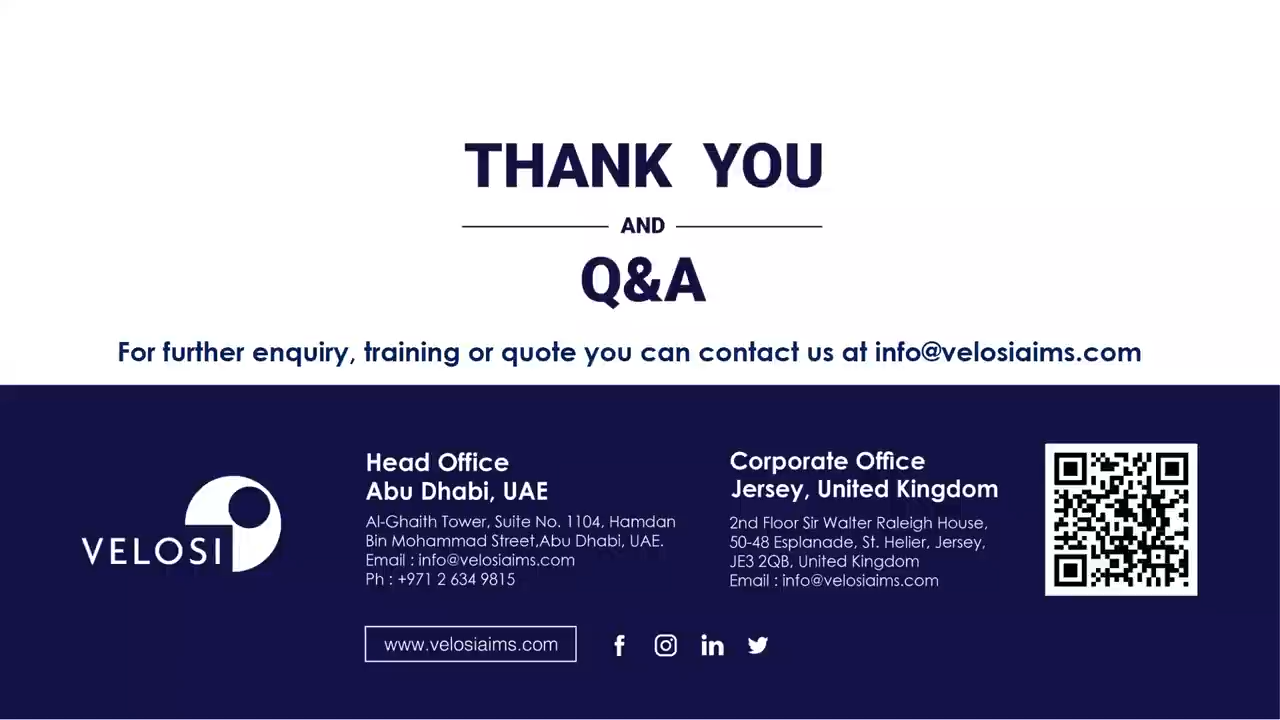 THANK YOU
AND
Q&A
For further enquiry, training or quote you can contact us at info@velosiaims.com
VELOSI
Head Office
Abu Dhabi, UAE
Al-Ghaith Tower, Suite No. 1104, Hamdan
Bin Mohammad Street,Abu Dhabi, UAE.
Email : info@velosiaims.com
Ph : +971 2 634 9815
Corporate Office
Jersey, United Kingdom
2nd Floor Sir Walter Raleigh House,
50-48 Esplanade, St. Helier, Jersey,
JE3 2QB, United Kingdom
Email : info@velosiaims.com
www.velosiaims.com